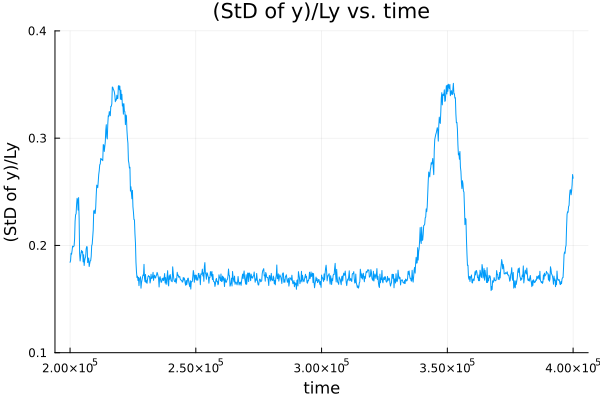 (StD of y)/Ly vs. time
(StD of y)/Ly
0.4
0.3
0.2
0.1
2.00×10⁵ 2.50×10⁵ 3.00×10⁵ 3.50×10⁵ 4.00×10⁵
time